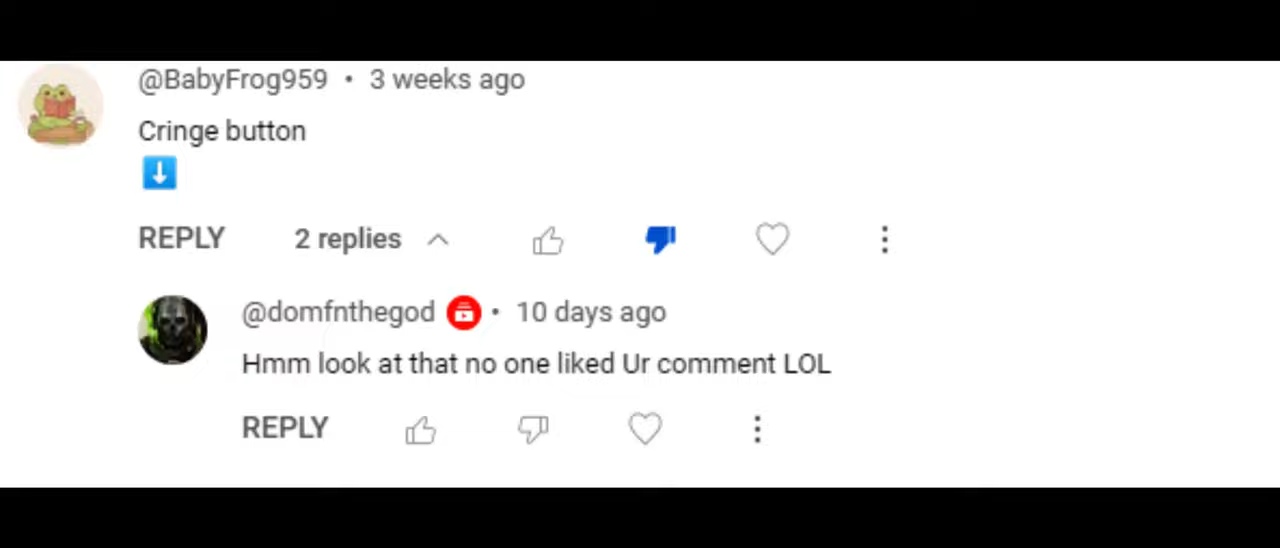 @BabyFrog959 • 3 weeks ago
Cringe button
⬇️
REPLY 2 replies
@domfnthegod • 10 days ago
Hmm look at that no one liked Ur comment LOL
REPLY